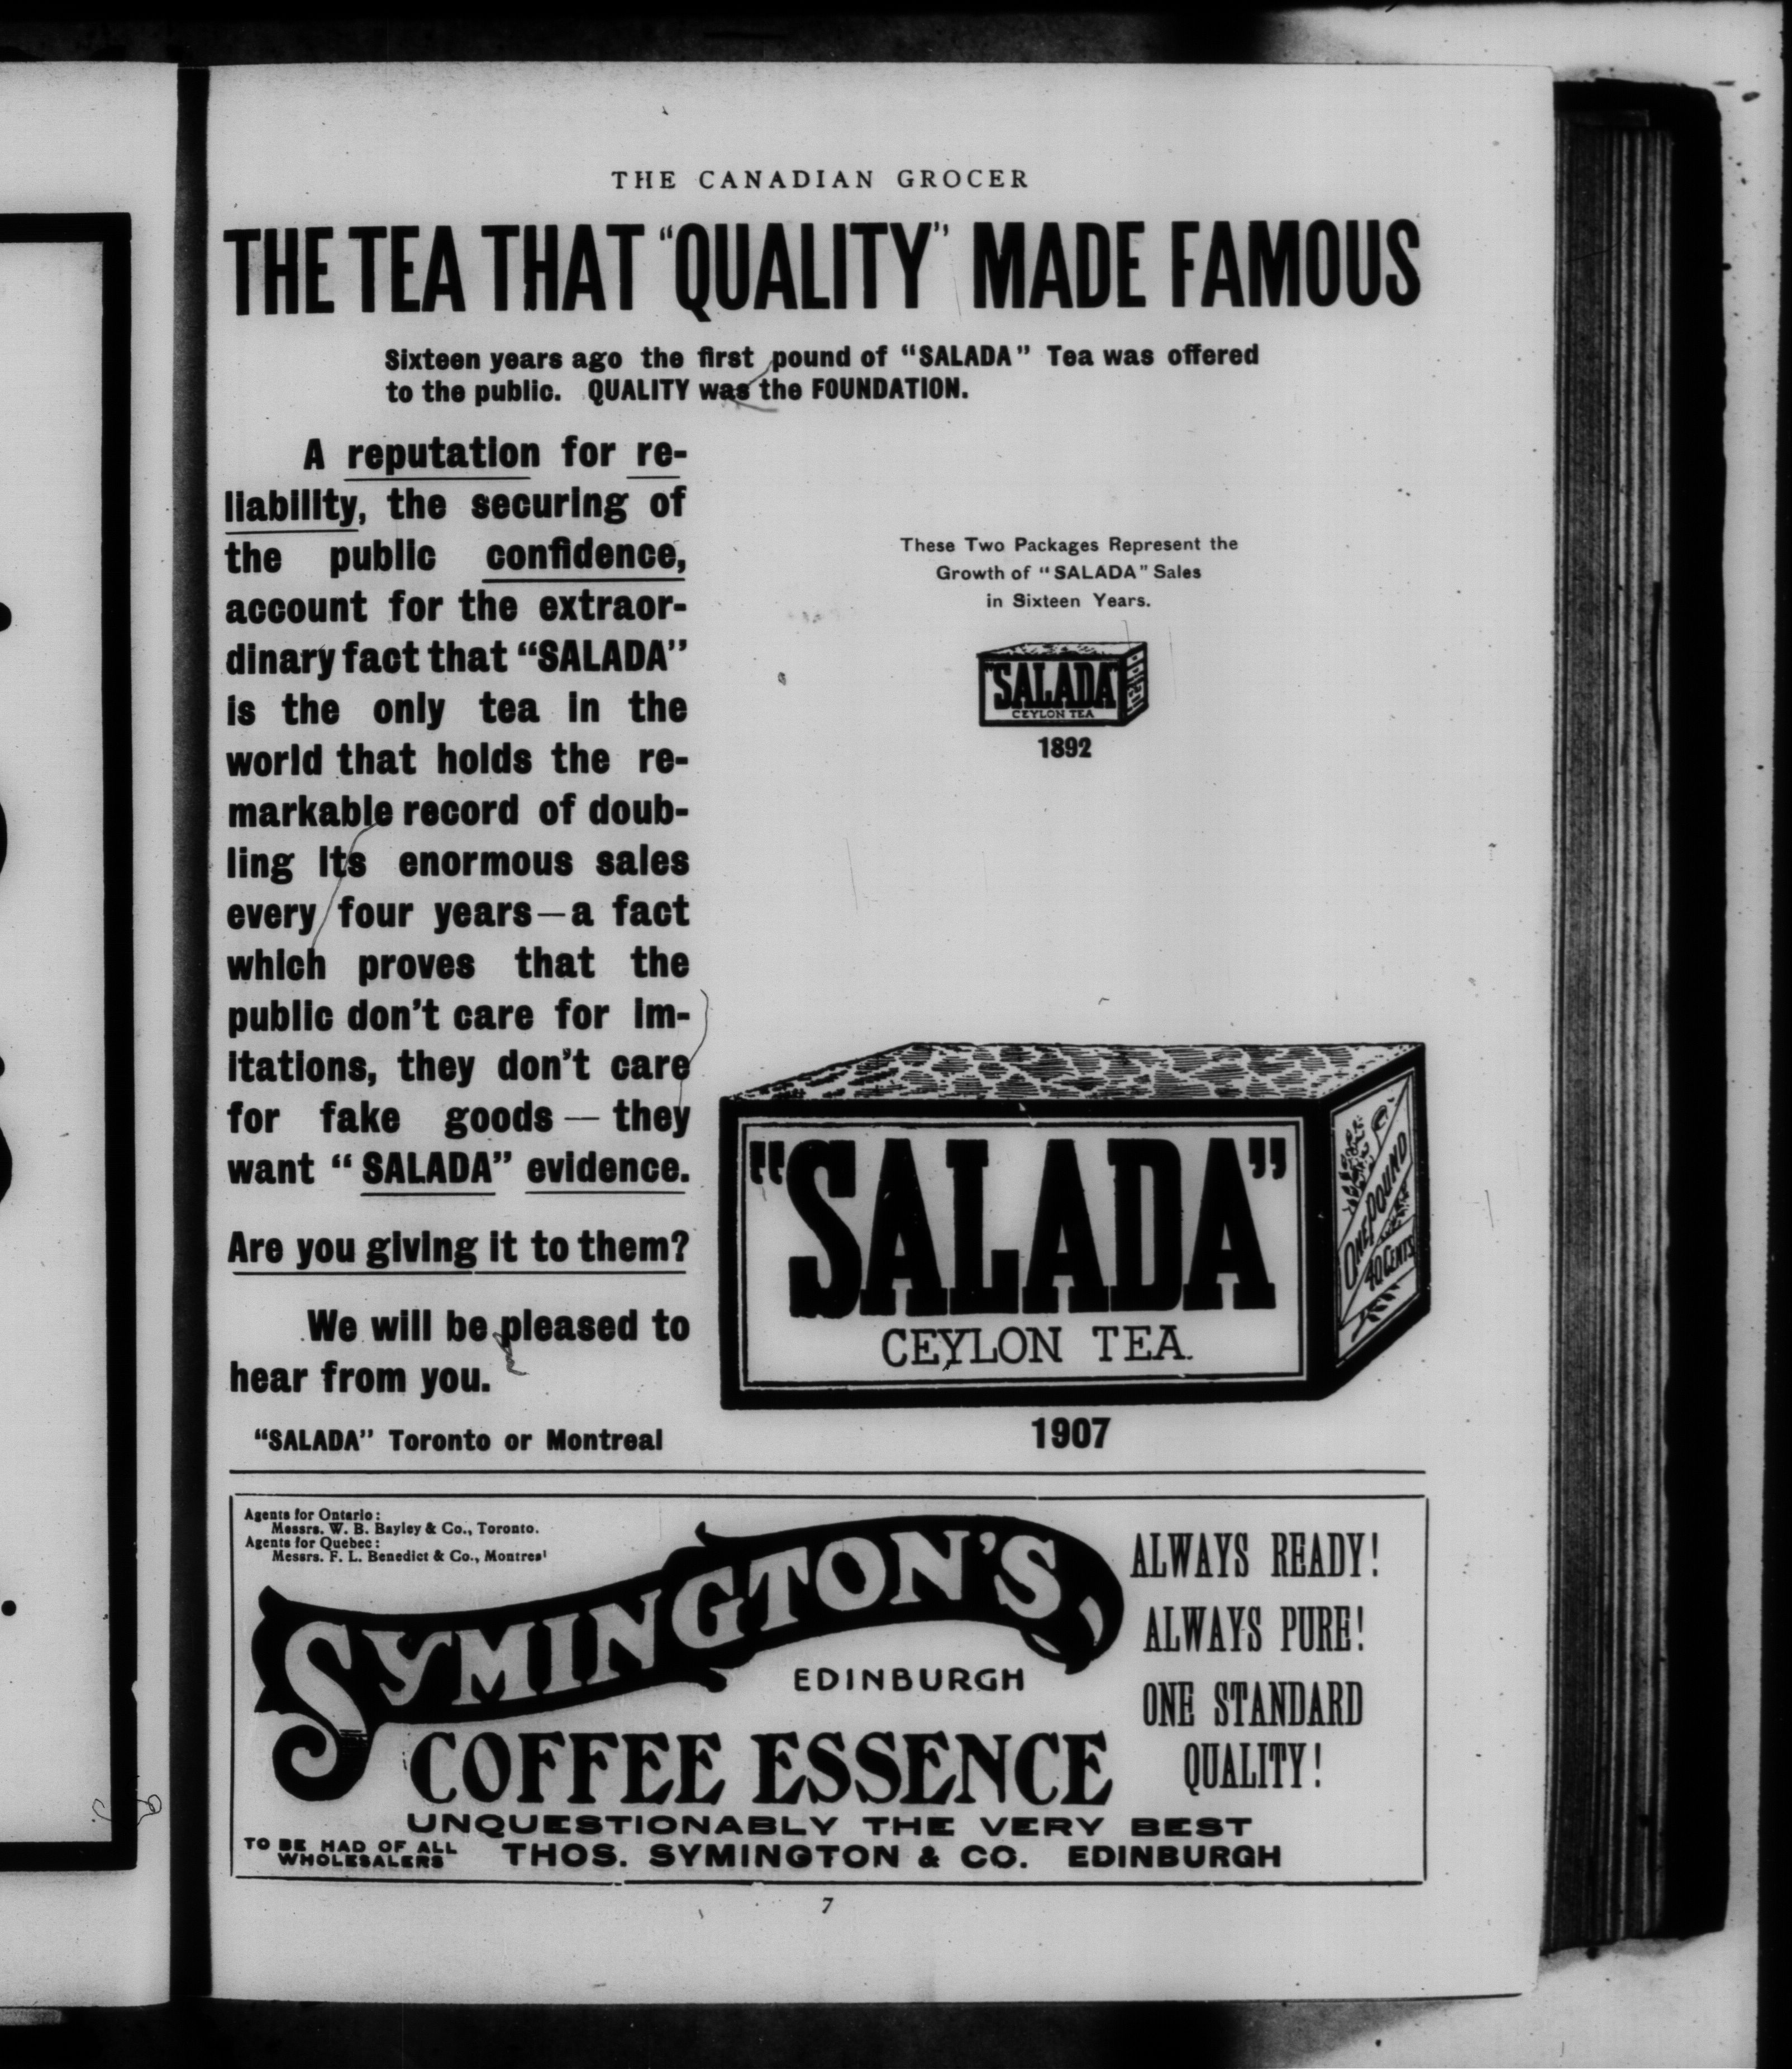 THE CANADIAN GROCER
THE TEA THAT "QUALITY" MADE FAMOUS
Sixteen years ago the first pound of "SALADA" Tea was offered
to the public. QUALITY was the FOUNDATION.
A reputation for re-
liability, the securing of
the public confidence,
account for the extraor-
dinary fact that "SALADA"
is the only tea in the
world that holds the re-
markable record of doub-
ling its enormous sales
every four years—a fact
which proves that the
public don't care for im-
itations, they don't care
for fake goods — they
want "SALADA" evidence.
Are you giving it to them?
We will be pleased to
hear from you.
"SALADA" Toronto or Montreal
These Two Packages Represent the
Growth of "SALADA" Sales
in Sixteen Years.
"SALADA"
CEYLON TEA
1892
"SALADA"
CEYLON TEA.
ONE POUND
40 CENTS
1907
Agents for Ontario:
Messrs. W. B. Bayley & Co., Toronto.
Agents for Quebec:
Messrs. F. L. Benedict & Co., Montreal
SYMINGTON'S
EDINBURGH
COFFEE ESSENCE
ALWAYS READY!
ALWAYS PURE!
ONE STANDARD
QUALITY!
UNQUESTIONABLY THE VERY BEST
TO BE HAD OF ALL
WHOLESALERS
THOS. SYMINGTON & CO. EDINBURGH
7